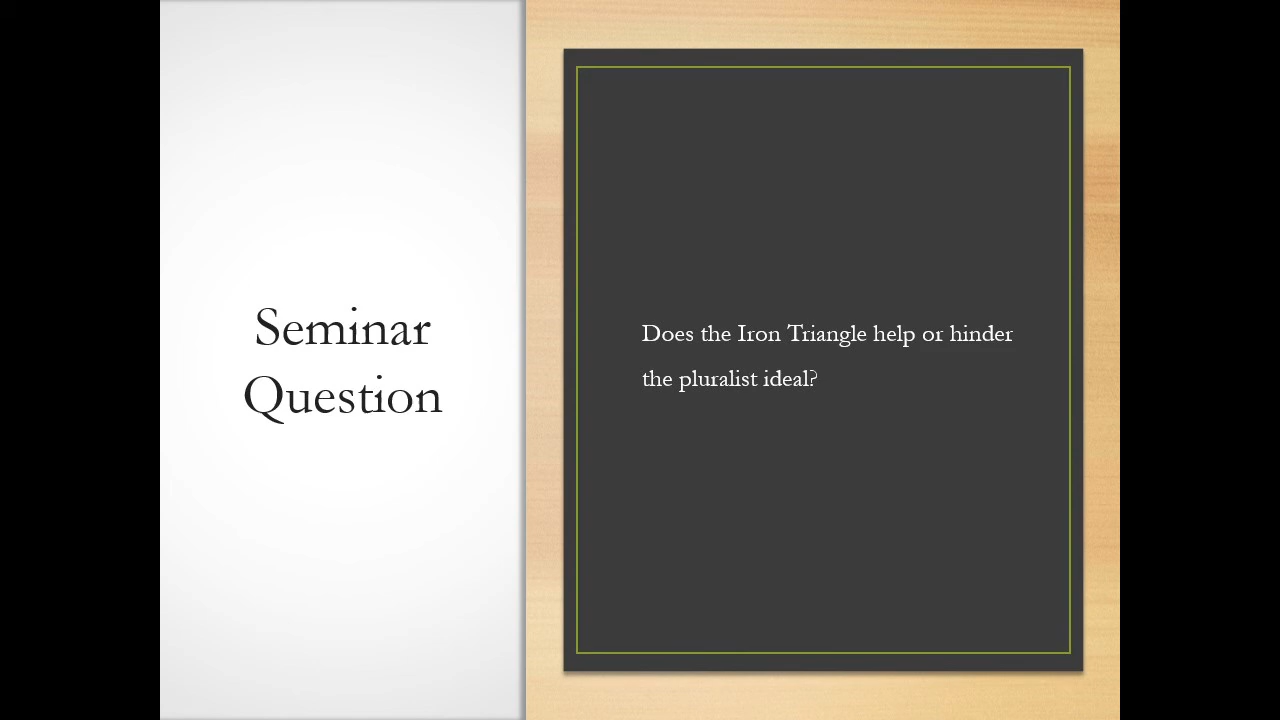 Seminar
Question
Does the Iron Triangle help or hinder
the pluralist ideal?